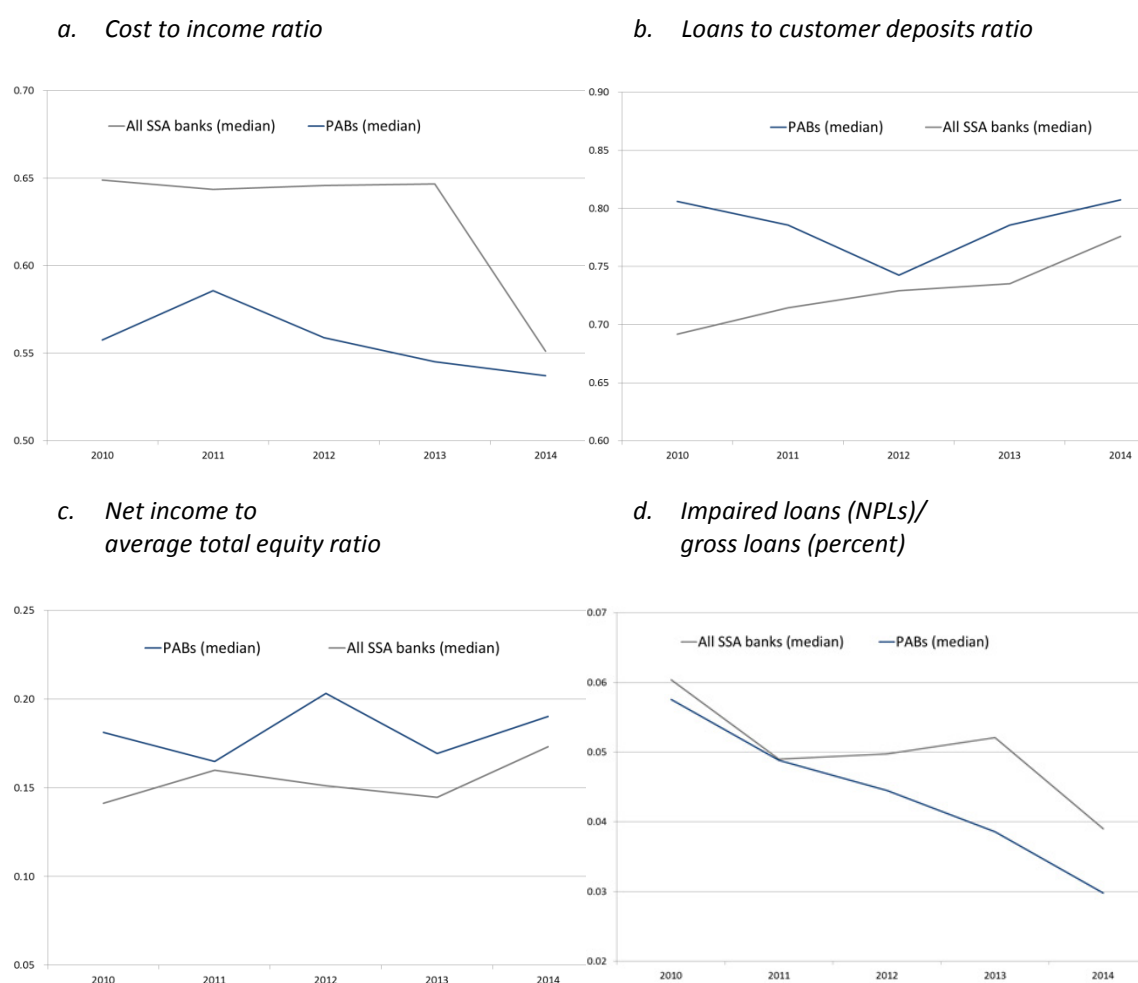 a. Cost to income ratio
0.70
All SSA banks (median) PABs (median)
0.65
0.60
0.55
0.50
2010 2011 2012 2013 2014
b. Loans to customer deposits ratio
0.90
PABs (median) All SSA banks (median)
0.85
0.80
0.75
0.70
0.65
0.60
2010 2011 2012 2013 2014
c. Net income to
average total equity ratio
0.25
PABs (median) All SSA banks (median)
0.20
0.15
0.10
0.05
2010 2011 2012 2013 2014
d. Impaired loans (NPLs)/
gross loans (percent)
0.07
All SSA banks (median) PABs (median)
0.06
0.05
0.04
0.03
0.02
2010 2011 2012 2013 2014